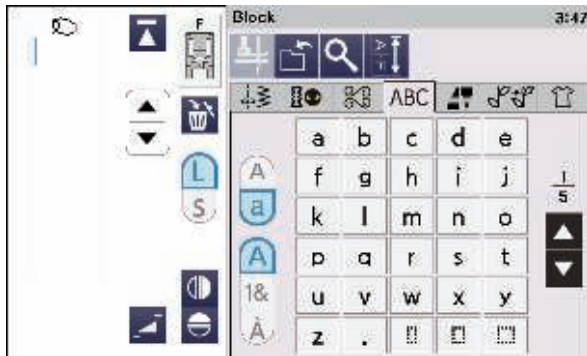 F
Block 3:47
ABC
a b c d e
A f g h i j 1
L 5
S a k l m n o
A p q r s t
1& u v w x y
À z .